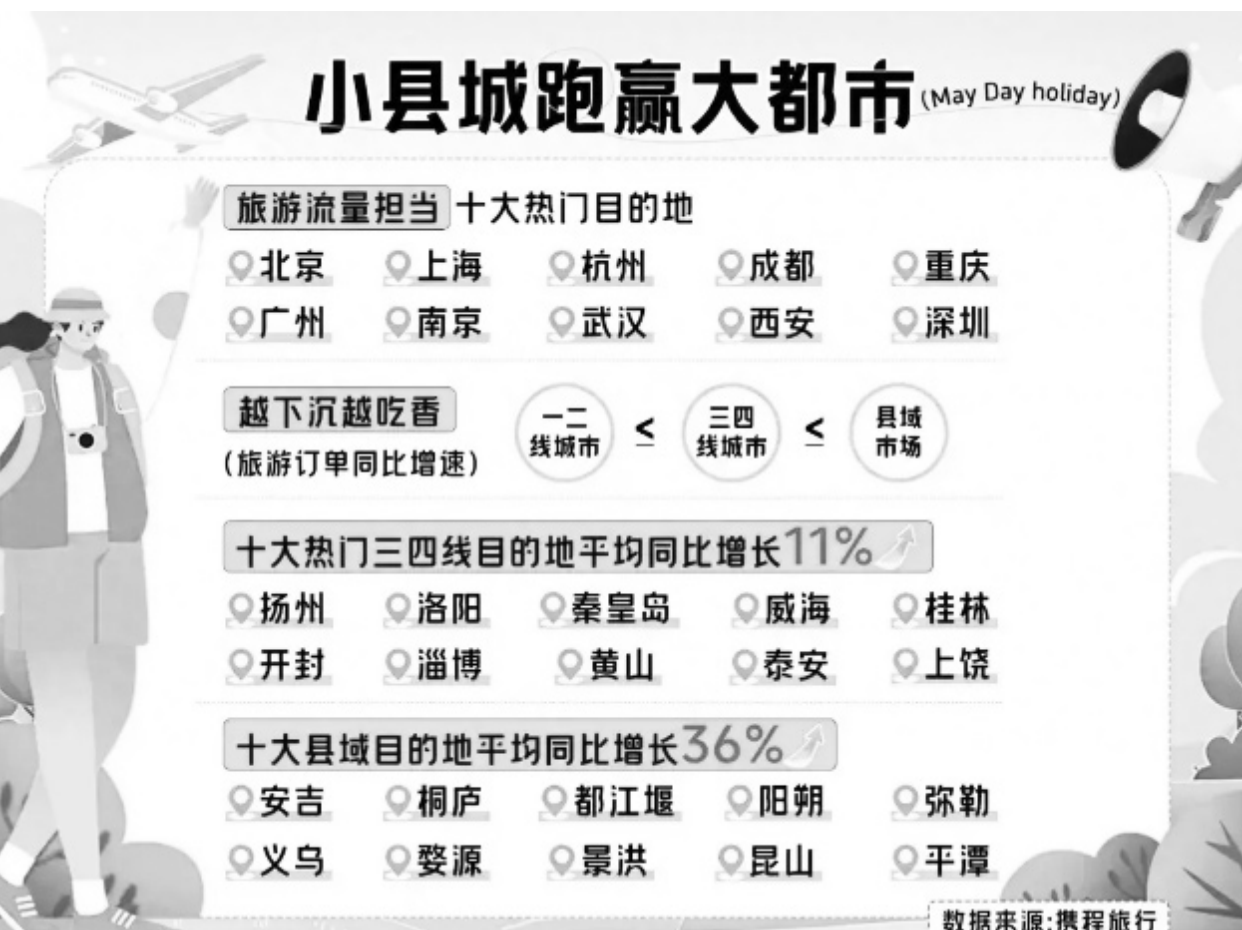 小县城跑赢大都市(May Day holiday)
旅游流量担当 十大热门目的地
北京 上海 杭州 成都 重庆
广州 南京 武汉 西安 深圳
越下沉越吃香
(旅游订单同比增速)
一二线城市 ≤ 三四线城市 ≤ 县域市场
十大热门三四线目的地平均同比增长11%
扬州 洛阳 秦皇岛 威海 桂林
开封 淄博 黄山 泰安 上饶
十大县域目的地平均同比增长36%
安吉 桐庐 都江堰 阳朔 弥勒
义乌 婺源 景洪 昆山 平潭
数据来源:携程旅行